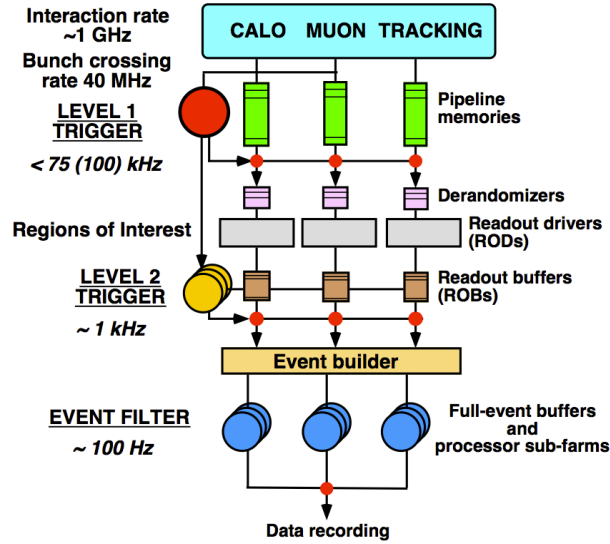 Interaction rate
~1 GHz
CALO MUON TRACKING
Bunch crossing
rate 40 MHz
LEVEL 1
TRIGGER
< 75 (100) kHz
Pipeline
memories
Derandomizers
Regions of Interest
Readout drivers
(RODs)
LEVEL 2
TRIGGER
~ 1 kHz
Readout buffers
(ROBs)
Event builder
EVENT FILTER
~ 100 Hz
Full-event buffers
and
processor sub-farms
Data recording